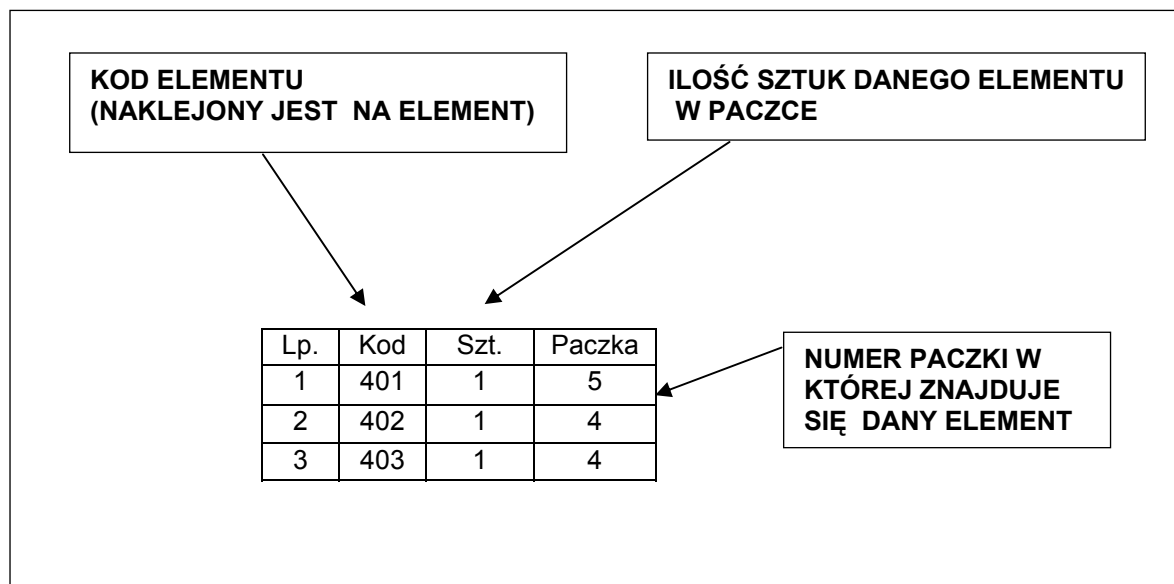 KOD ELEMENTU
(NAKLEJONY JEST NA ELEMENT)
ILOŚĆ SZTUK DANEGO ELEMENTU
W PACZCE
Lp. Kod Szt. Paczka
1 401 1 5
2 402 1 4
3 403 1 4
NUMER PACZKI W
KTÓREJ ZNAJDUJE
SIĘ DANY ELEMENT